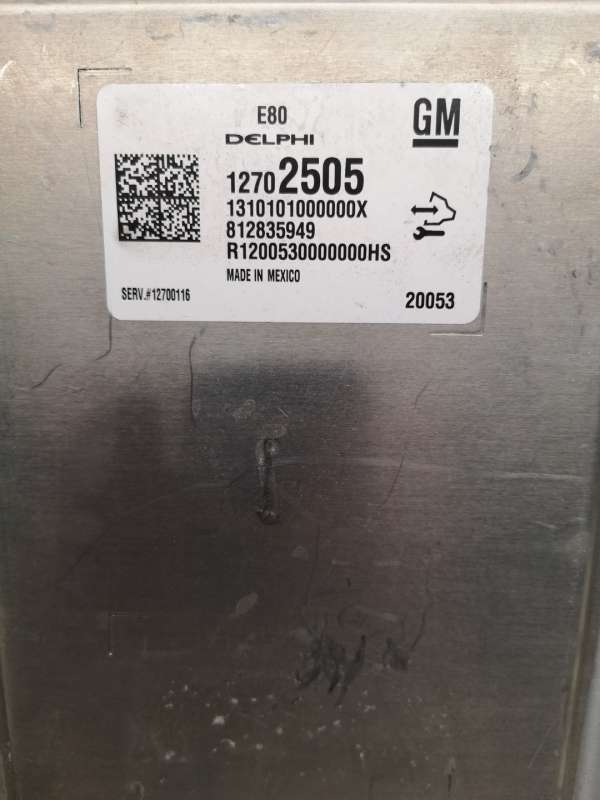 E80
GM
DELPHI
12702505
1310101000000X
812835949
R1200530000000HS
MADE IN MEXICO
SERV.#12700116
20053